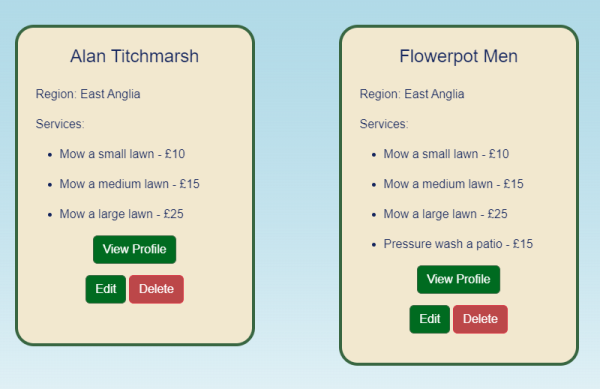 Alan Titchmarsh
Region: East Anglia
Services:
Mow a small lawn - £10
Mow a medium lawn - £15
Mow a large lawn - £25
View Profile
Edit
Delete
Flowerpot Men
Region: East Anglia
Services:
Mow a small lawn - £10
Mow a medium lawn - £15
Mow a large lawn - £25
Pressure wash a patio - £15
View Profile
Edit
Delete